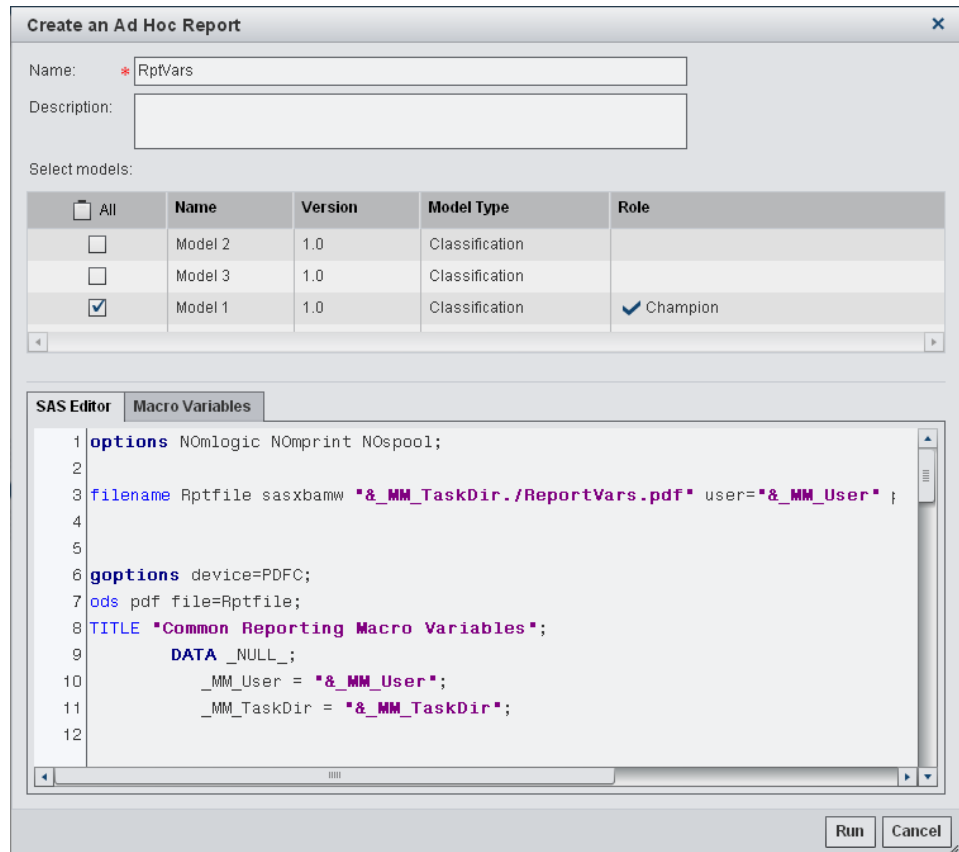 Create an Ad Hoc Report
Name: * RptVars
Description:
Select models:
All Name Version Model Type Role
Model 2 1.0 Classification
Model 3 1.0 Classification
Model 1 1.0 Classification Champion
SAS Editor Macro Variables
1 options NOmlogic NOmprint NOspool;
2
3 filename Rptfile sasxbamw "&_MM_TaskDir./ReportVars.pdf" user="&_MM_User"
4
5
6 goptions device=PDFC;
7 ods pdf file=Rptfile;
8 TITLE "Common Reporting Macro Variables";
9 DATA _NULL_;
10 _MM_User = "&_MM_User";
11 _MM_TaskDir = "&_MM_TaskDir";
12
Run Cancel